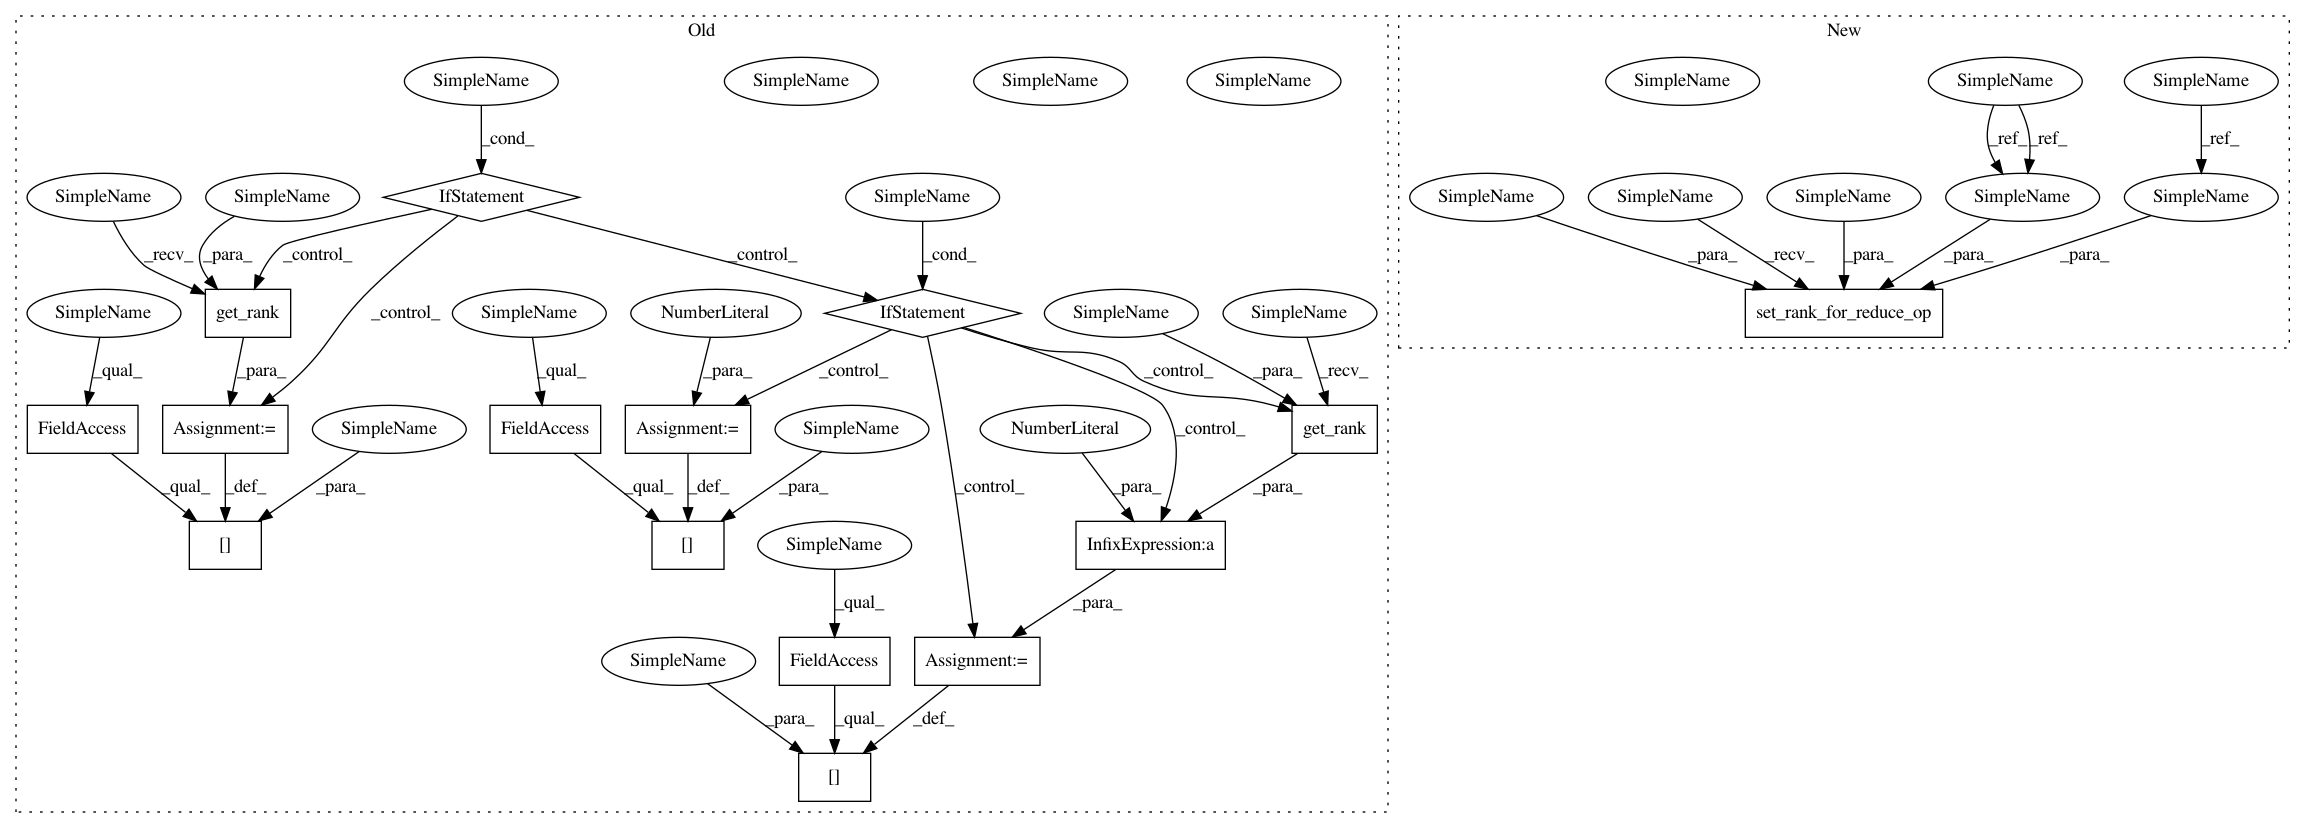 Old
New
SimpleName
SimpleName
SimpleName
SimpleName
SimpleName
SimpleName
SimpleName
_cond_
_ref_
_ref_
_ref_
SimpleName
SimpleName
IfStatement
SimpleName
SimpleName
SimpleName
SimpleName
SimpleName
SimpleName
_recv_
_para_
_control_
_control_
_cond_
_para_
_recv_
_para_
_para_
_para_
SimpleName
get_rank
_control_
SimpleName
NumberLiteral
IfStatement
SimpleName
SimpleName
set_rank_for_reduce_op
_qual_
_para_
_qual_
_para_
_control_
_control_
_para_
_recv_
FieldAccess
Assignment:=
SimpleName
FieldAccess
Assignment:=
SimpleName
NumberLiteral
_control_
get_rank
_qual_
_def_
_para_
_qual_
_def_
_para_
_control_
_para_
_para_
[]
[]
SimpleName
InfixExpression:a
_qual_
_para_
SimpleName
FieldAccess
Assignment:=
_para_
_qual_
_def_
[]